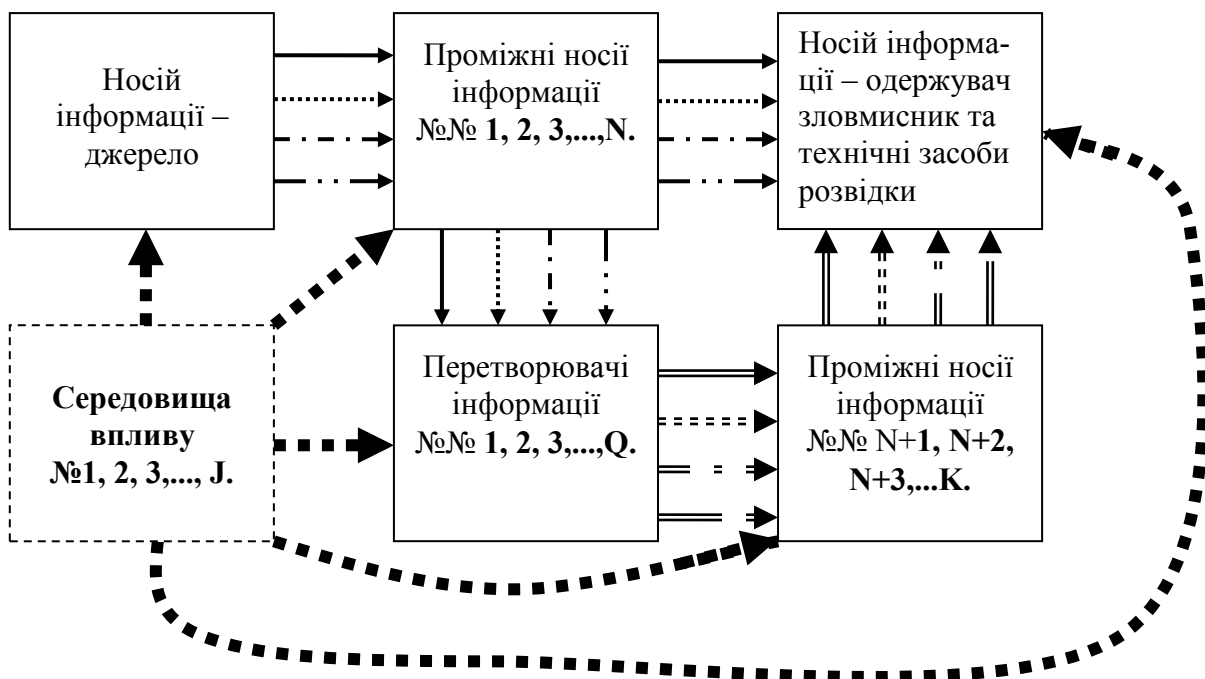 Носій
інформації –
джерело
Проміжні носії
інформації
№№ 1, 2, 3,...,N.
Носій інформа-
ції – одержувач
зловмисник та
технічні засоби
розвідки
Середовища
впливу
№1, 2, 3,..., J.
Перетворювачі
інформації
№№ 1, 2, 3,...,Q.
Проміжні носії
інформації
№№ N+1, N+2,
N+3,...K.